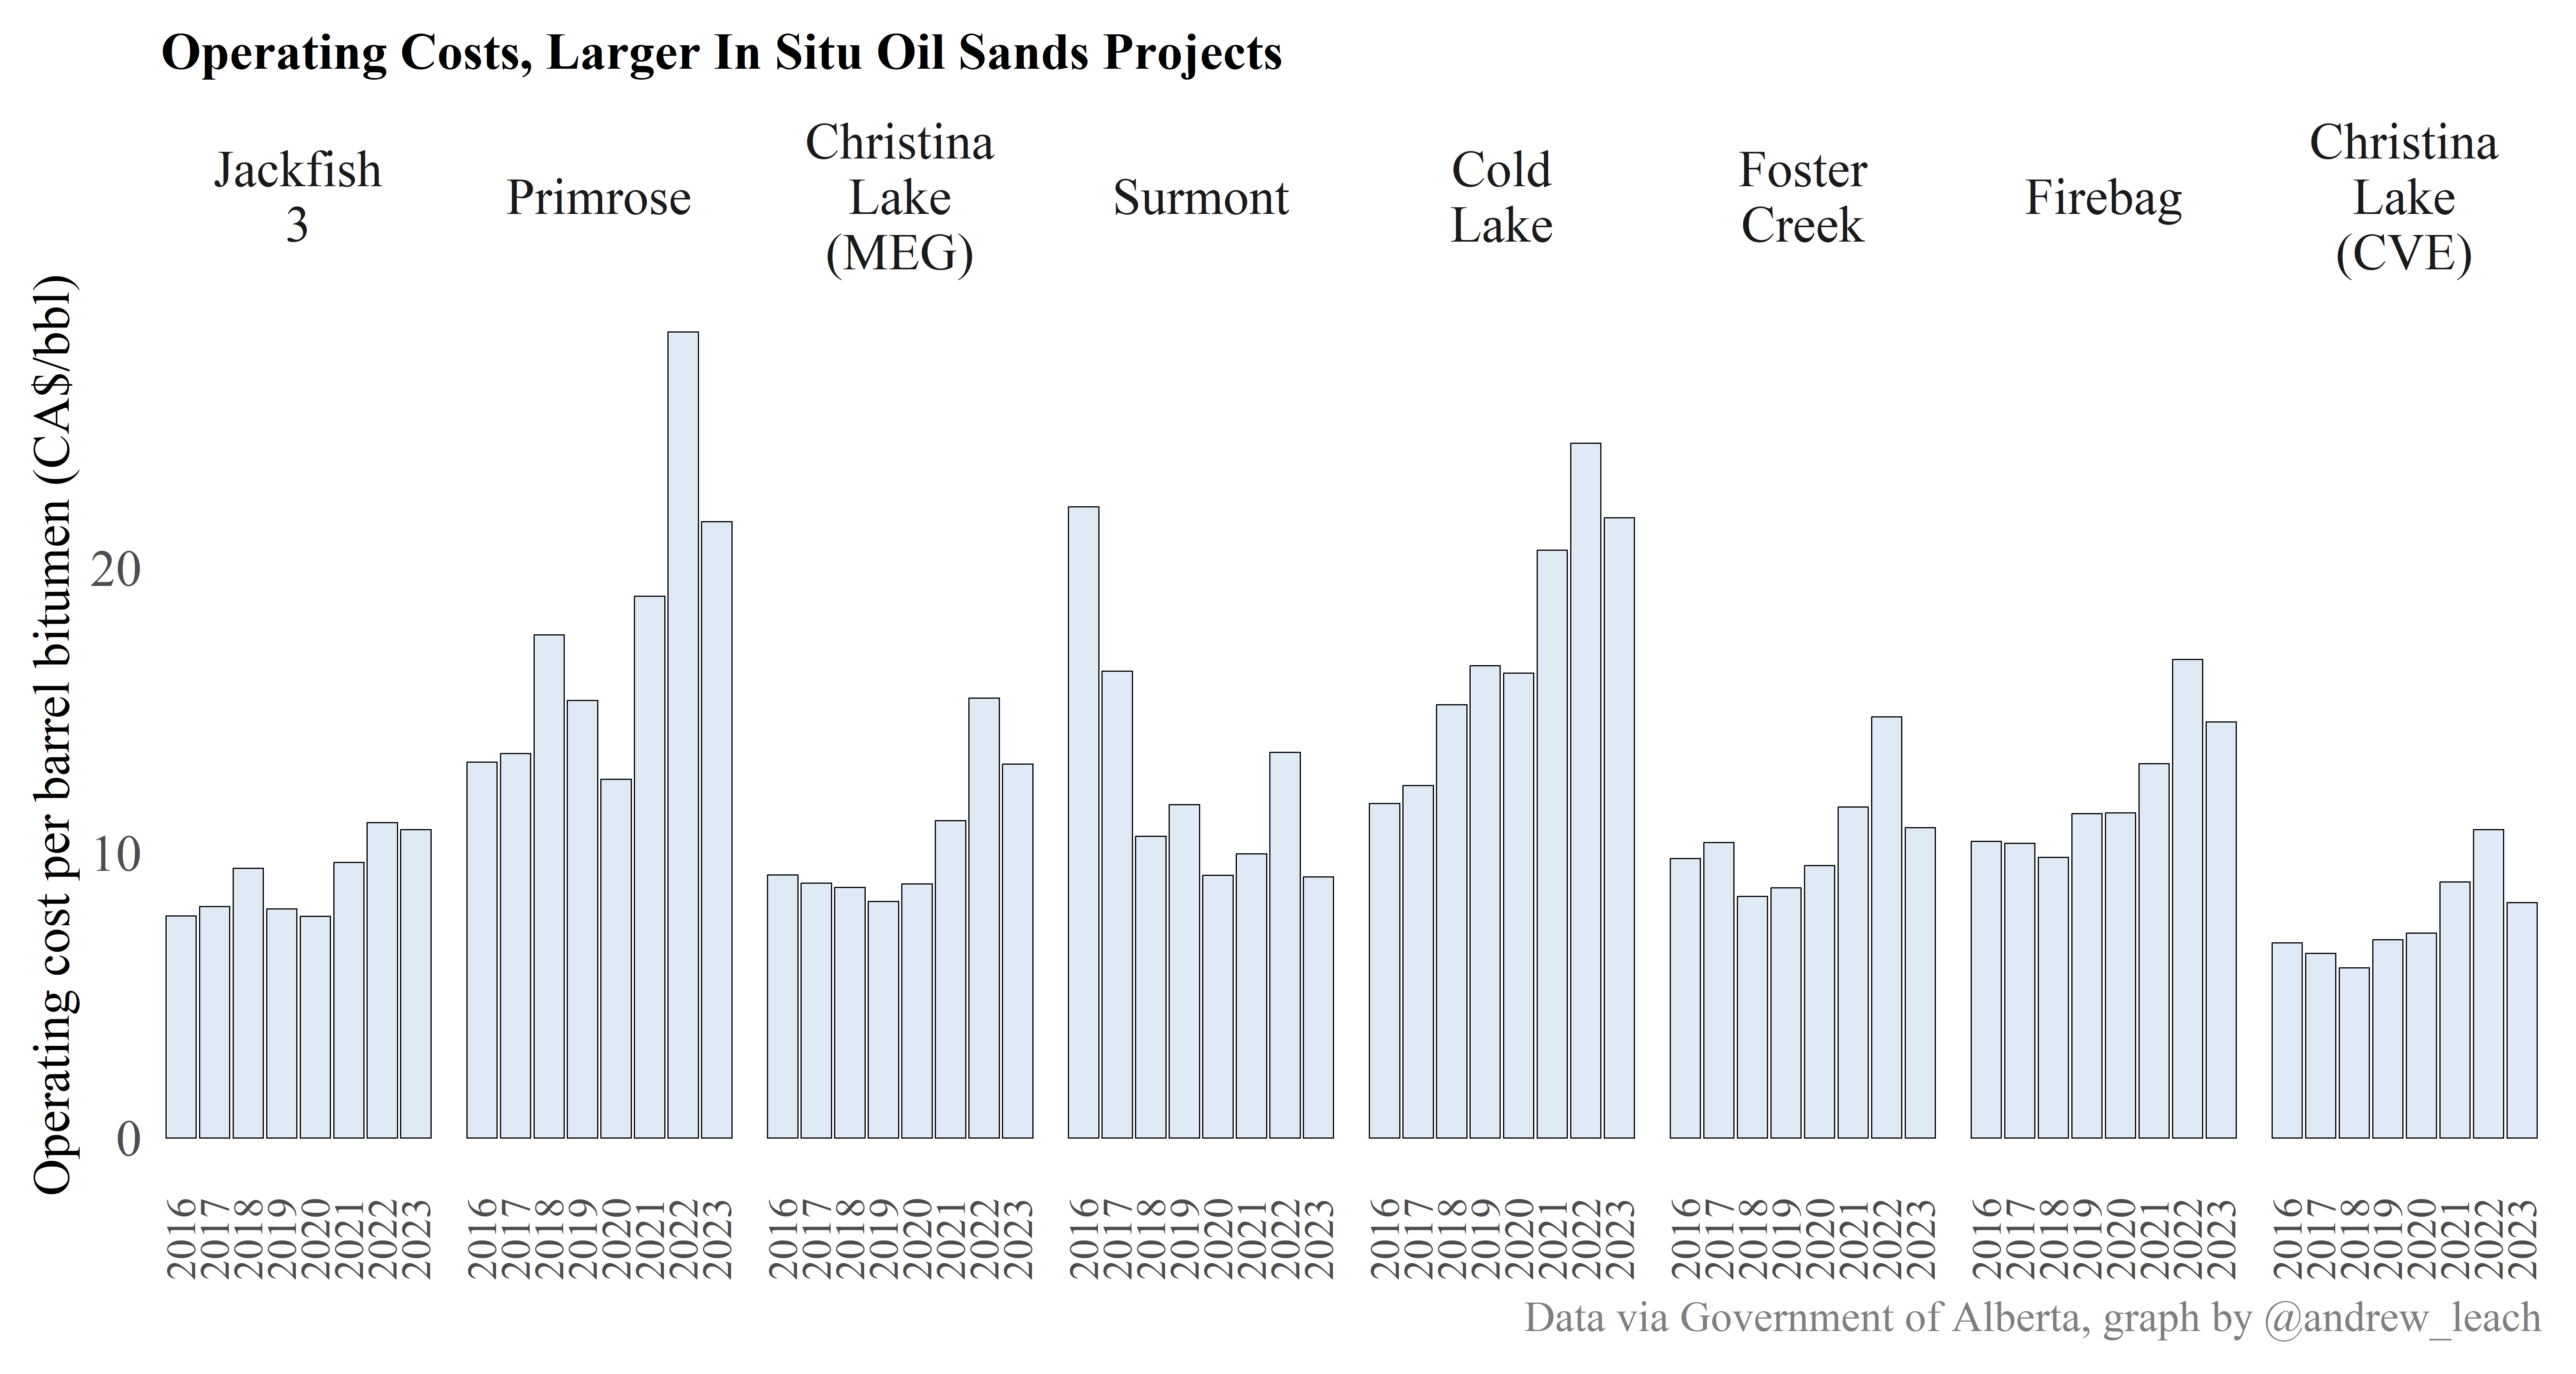 Operating Costs, Larger In Situ Oil Sands Projects
Jackfish
3
Primrose
Christina
Lake
(MEG)
Surmont
Cold
Lake
Foster
Creek
Firebag
Christina
Lake
(CVE)
Operating cost per barrel bitumen (CA$/bbl)
20
10
0
2016 2017 2018 2019 2020 2021 2022 2023
2016 2017 2018 2019 2020 2021 2022 2023
2016 2017 2018 2019 2020 2021 2022 2023
2016 2017 2018 2019 2020 2021 2022 2023
2016 2017 2018 2019 2020 2021 2022 2023
2016 2017 2018 2019 2020 2021 2022 2023
2016 2017 2018 2019 2020 2021 2022 2023
2016 2017 2018 2019 2020 2021 2022 2023
Data via Government of Alberta, graph by @andrew_leach